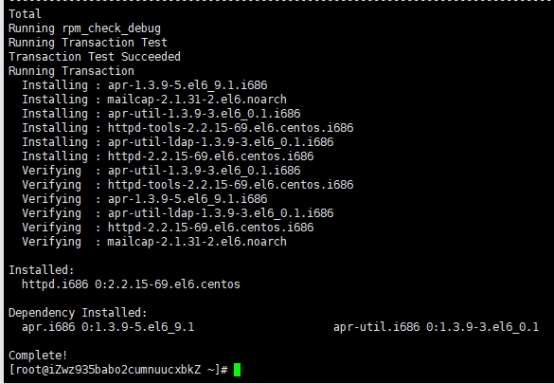 Total
Running rpm_check_debug
Running Transaction Test
Transaction Test Succeeded
Running Transaction
  Installing : apr-1.3.9-5.el6_9.1.i686
  Installing : mailcap-2.1.31-2.el6.noarch
  Installing : apr-util-1.3.9-3.el6_0.1.i686
  Installing : httpd-tools-2.2.15-69.el6.centos.i686
  Installing : apr-util-ldap-1.3.9-3.el6_0.1.i686
  Installing : httpd-2.2.15-69.el6.centos.i686
  Verifying  : apr-util-1.3.9-3.el6_0.1.i686
  Verifying  : httpd-tools-2.2.15-69.el6.centos.i686
  Verifying  : apr-1.3.9-5.el6_9.1.i686
  Verifying  : apr-util-ldap-1.3.9-3.el6_0.1.i686
  Verifying  : httpd-2.2.15-69.el6.centos.i686
  Verifying  : mailcap-2.1.31-2.el6.noarch
Installed:
  httpd.i686 0:2.2.15-69.el6.centos
Dependency Installed:
  apr.i686 0:1.3.9-5.el6_9.1 apr-util.i686 0:1.3.9-3.el6_0.1
Complete!
[root@iZwz935babo2cumnuucxbkZ ~]#